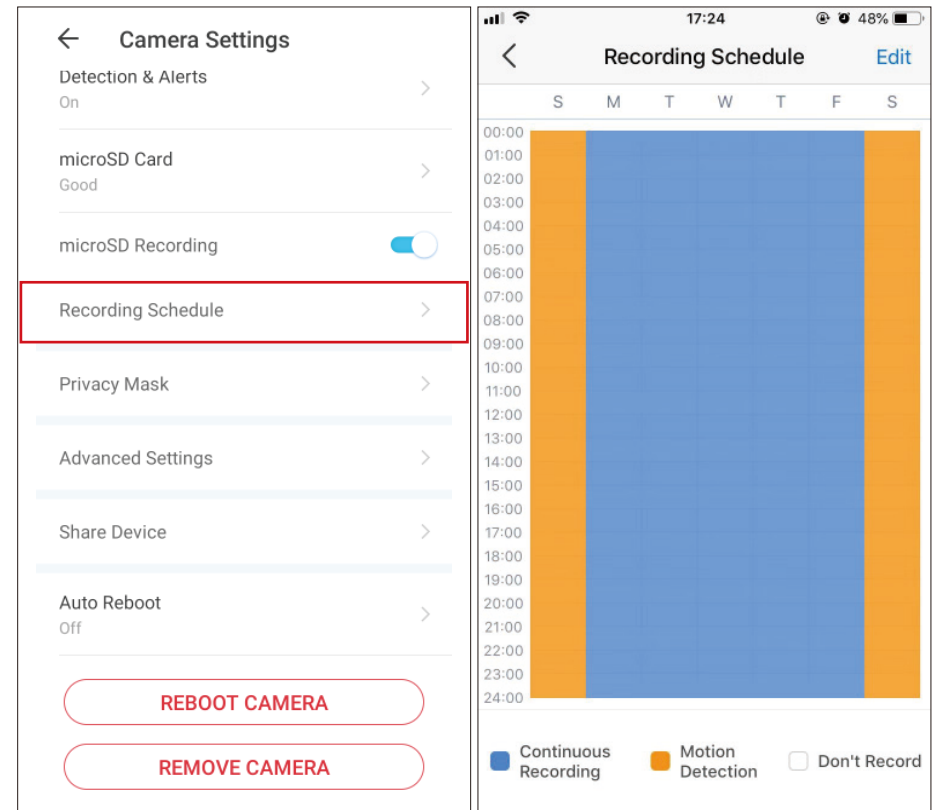 Camera Settings
Detection & Alerts
On
microSD Card
Good
microSD Recording
Recording Schedule
Privacy Mask
Advanced Settings
Share Device
Auto Reboot
Off
REBOOT CAMERA
REMOVE CAMERA
17:24
48%
Recording Schedule
Edit
S M T W T F S
00:00
01:00
02:00
03:00
04:00
05:00
06:00
07:00
08:00
09:00
10:00
11:00
12:00
13:00
14:00
15:00
16:00
17:00
18:00
19:00
20:00
21:00
22:00
23:00
24:00
Continuous
Recording
Motion
Detection
Don't Record